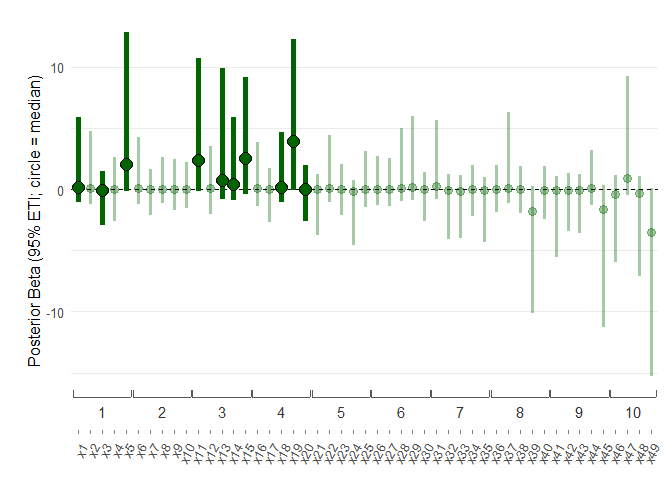 Posterior Beta (95% ETI; circle = median)
10
0
-10
1 2 3 4 5 6 7 8 9 10
x1 x2 x3 x4 x5 x6 x7 x8 x9 x10 x11 x12 x13 x14 x15 x16 x17 x18 x19 x20 x21 x22 x23 x24 x25 x26 x27 x28 x29 x30 x31 x32 x33 x34 x35 x36 x37 x38 x39 x40 x41 x42 x43 x44 x45 x46 x47 x48 x49